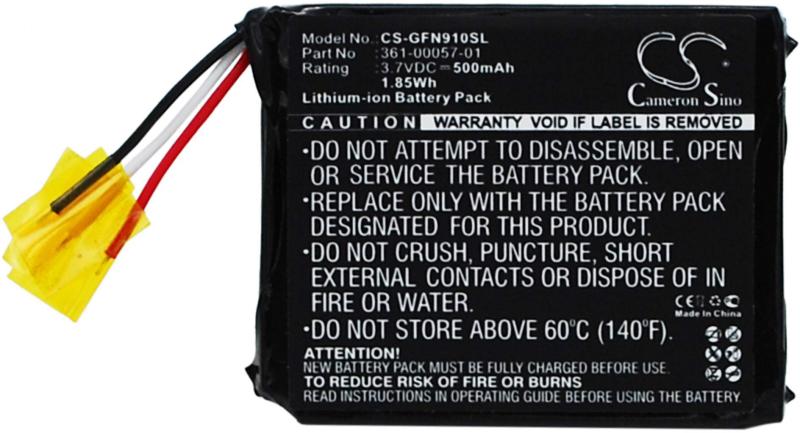 Model No.: CS-GFN910SL
Part No : 361-00057-01
Rating : 3.7VDC = 500mAh
1.85Wh
Lithium-ion Battery Pack
CS
Cameron Sino
CAUTION WARRANTY VOID IF LABEL IS REMOVED
•DO NOT ATTEMPT TO DISASSEMBLE, OPEN
OR SERVICE THE BATTERY PACK.
•REPLACE ONLY WITH THE BATTERY PACK
DESIGNATED FOR THIS PRODUCT.
•DO NOT CRUSH, PUNCTURE, SHORT
EXTERNAL CONTACTS OR DISPOSE OF IN
FIRE OR WATER.
•DO NOT STORE ABOVE 60°C (140°F).
CE
Made In China
ATTENTION!
NEW BATTERY PACK MUST BE FULLY CHARGED BEFORE USE
TO REDUCE RISK OF FIRE OR BURNS
READ INSTRUCTIONS IN OPERATING GUIDE BEFORE USING BATTERY